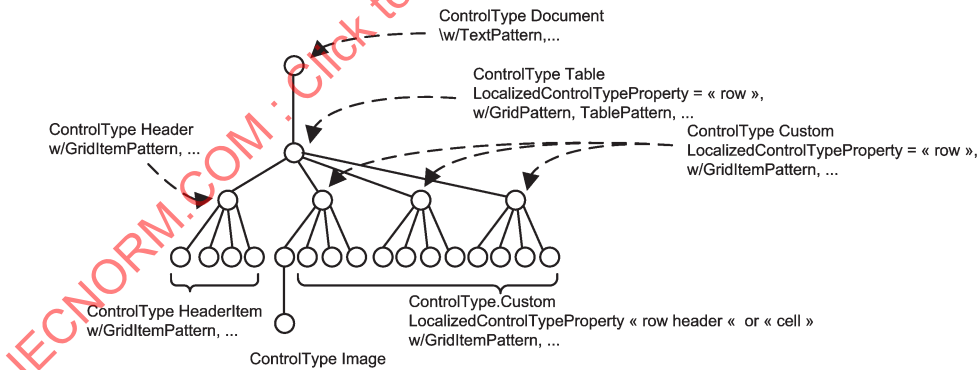 ControlType Document
\w/TextPattern,...
ControlType Table
LocalizedControlTypeProperty = « row »,
w/GridPattern, TablePattern, ...
ControlType Header
w/GridItemPattern, ...
ControlType Custom
LocalizedControlTypeProperty = « row »,
w/GridItemPattern, ...
ControlType HeaderItem
w/GridItemPattern, ...
ControlType.Custom
LocalizedControlTypeProperty « row header « or « cell »
w/GridItemPattern, ...
ControlType Image
IECNORM.COM : Click to